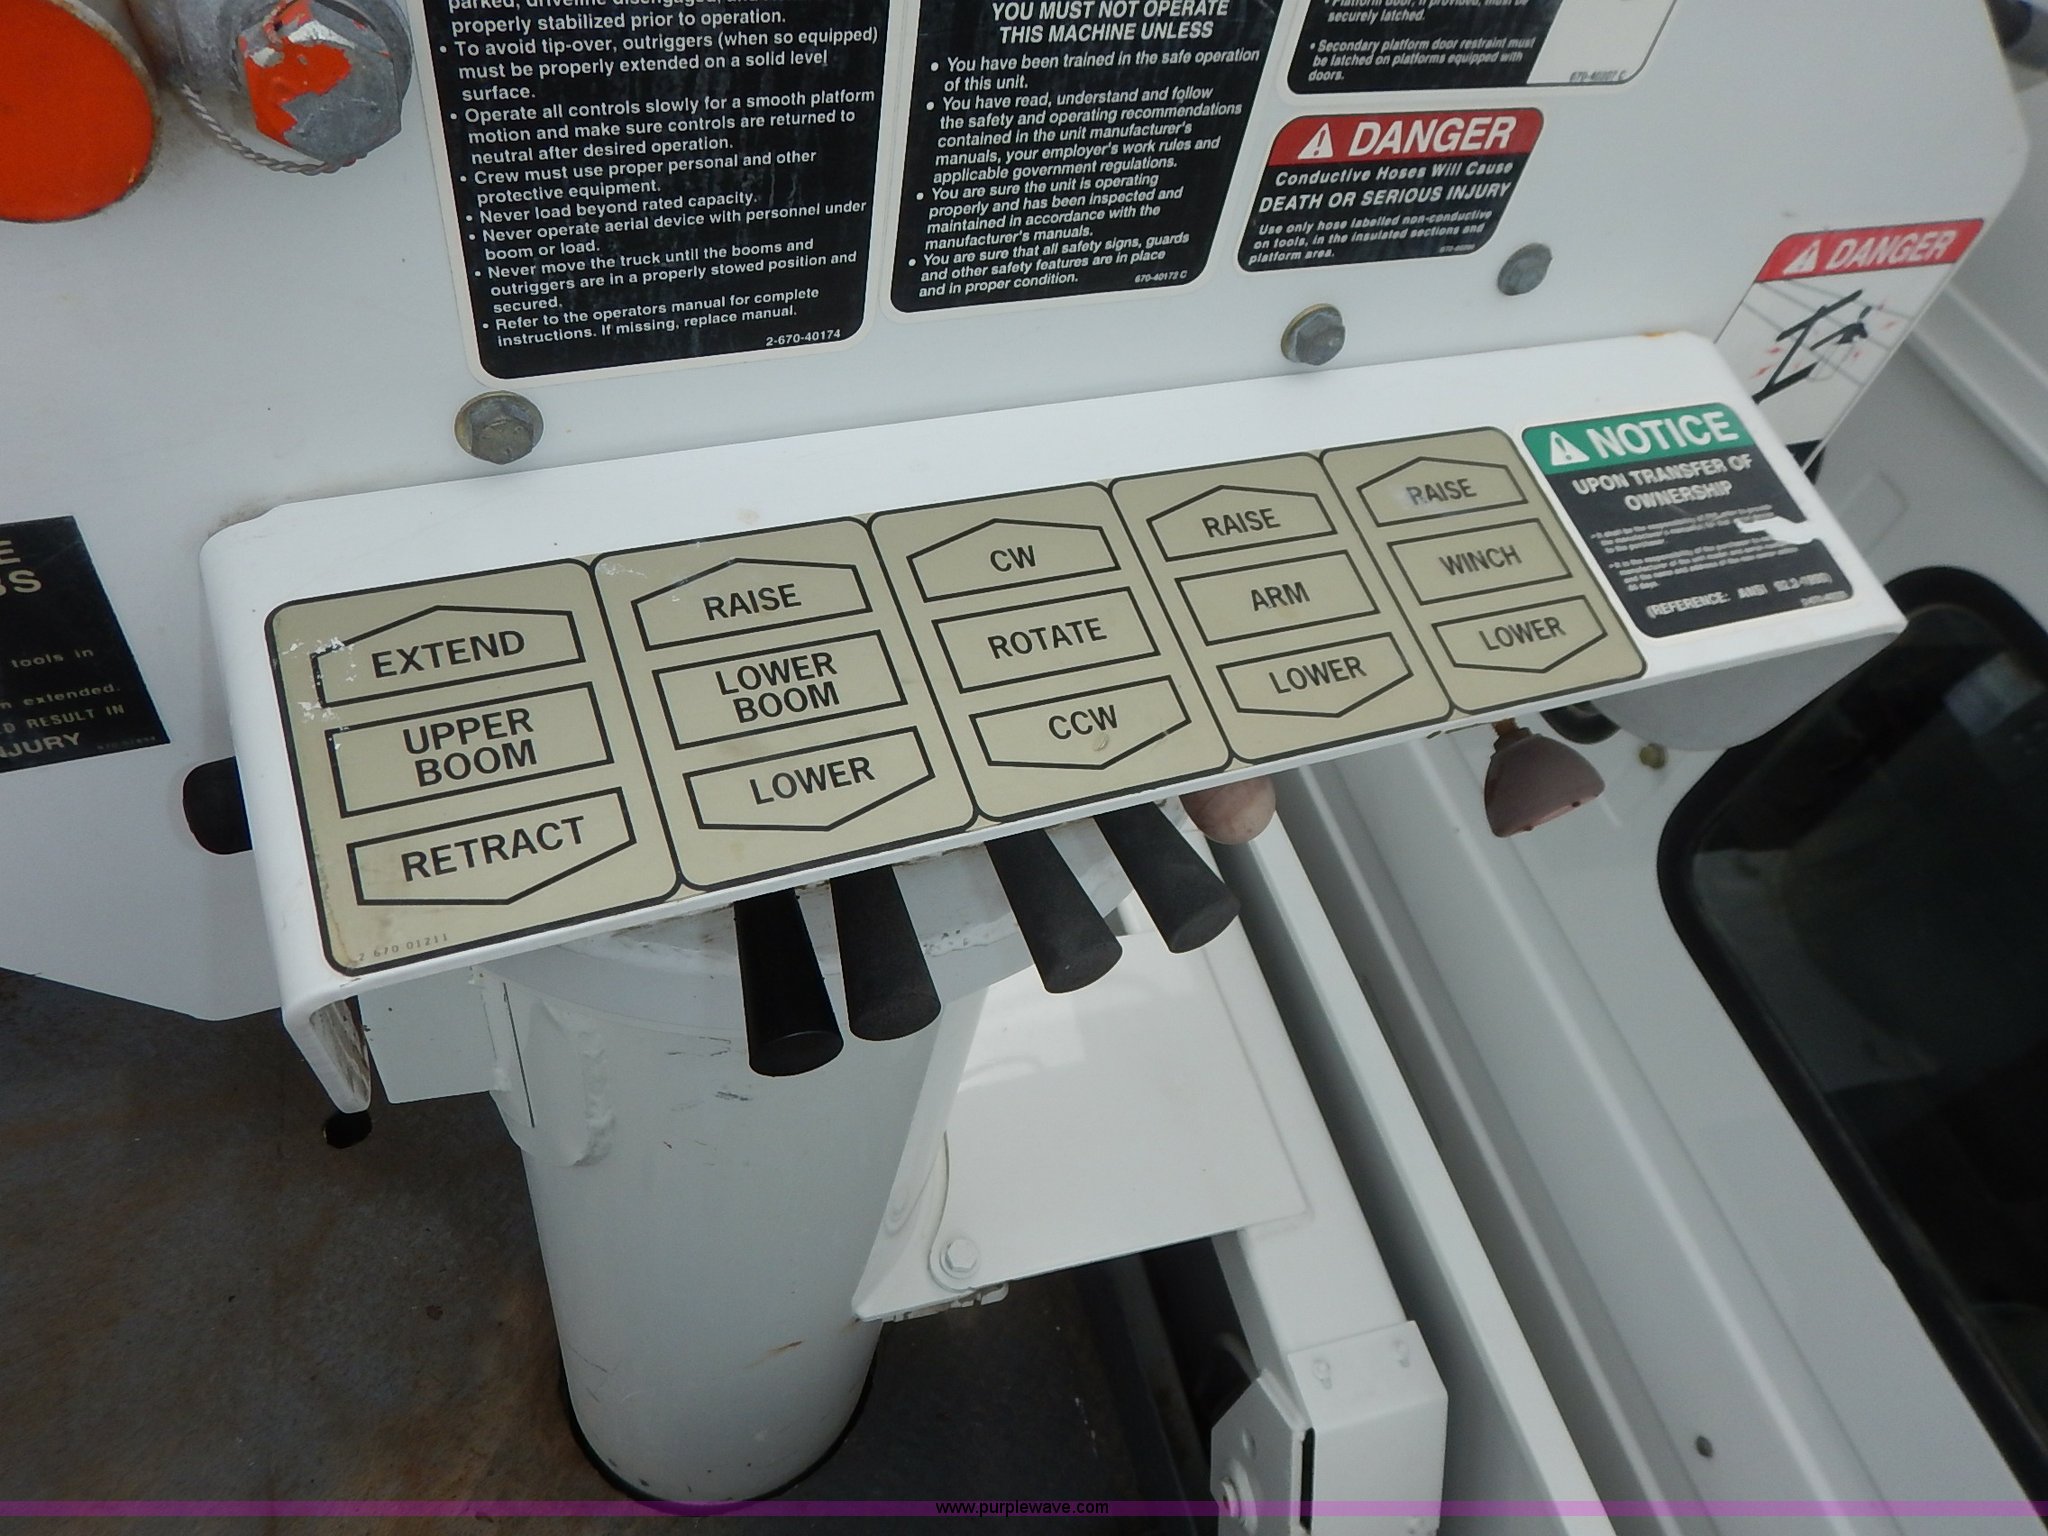 properly stabilized prior to operation.
• To avoid tip-over, outriggers (when so equipped)
must be properly extended on a solid level
surface.
• Operate all controls slowly for a smooth platform
motion and make sure controls are returned to
neutral after desired operation.
• Crew must use proper personal and other
protective equipment.
• Never load beyond rated capacity.
• Never operate aerial device with personnel under
boom or load.
• Never move the truck until the booms and
outriggers are in a properly stowed position and
secured.
• Refer to the operators manual for complete
instructions. If missing, replace manual.
2-670-40174
YOU MUST NOT OPERATE
THIS MACHINE UNLESS
• You have been trained in the safe operation
of this unit.
• You have read, understand and follow
the safety and operating recommendations
contained in the unit manufacturer's
manuals, your employer's work rules and
applicable government regulations.
• You are sure the unit is operating
properly and has been inspected and
maintained in accordance with the
manufacturer's manuals.
• You are sure that all safety signs, guards
and other safety features are in place
and in proper condition.
670-40172 C
securely latched.
• Secondary platform door restraint must
be latched on platforms equipped with
doors.
DANGER
Conductive Hoses Will Cause
DEATH OR SERIOUS INJURY
Use only hose labelled non-conductive
on tools, in the insulated sections and
platform area.
DANGER
tools in
extended.
RESULT IN
EXTEND
UPPER
BOOM
RETRACT
2 670 01211
RAISE
LOWER
BOOM
LOWER
CW
ROTATE
CCW
RAISE
ARM
LOWER
RAISE
WINCH
LOWER
NOTICE
UPON TRANSFER OF
OWNERSHIP
(REFERENCE: ANSI
www.purplewave.com